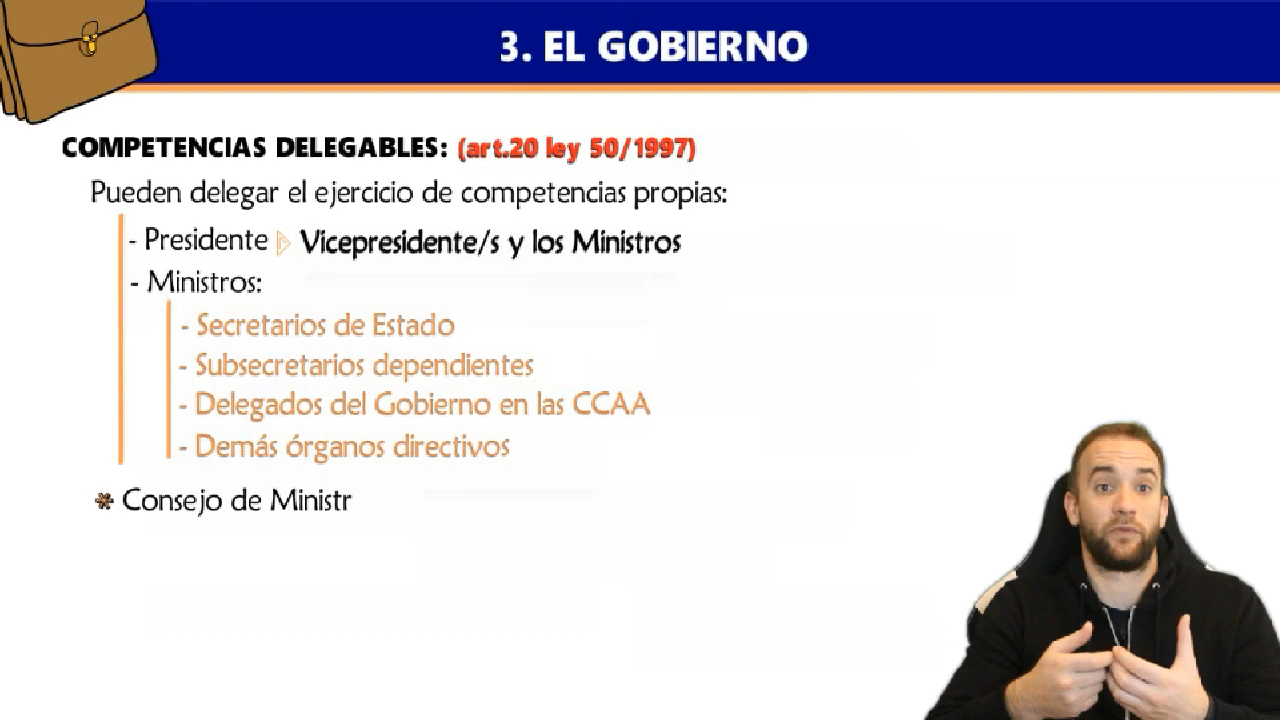 3. EL GOBIERNO
COMPETENCIAS DELEGABLES: (art.20 ley 50/1997)
Pueden delegar el ejercicio de competencias propias:
- Presidente Vicepresidente/s y los Ministros
- Ministros:
- Secretarios de Estado
- Subsecretarios dependientes
- Delegados del Gobierno en las CCAA
- Demás órganos directivos
* Consejo de Ministr